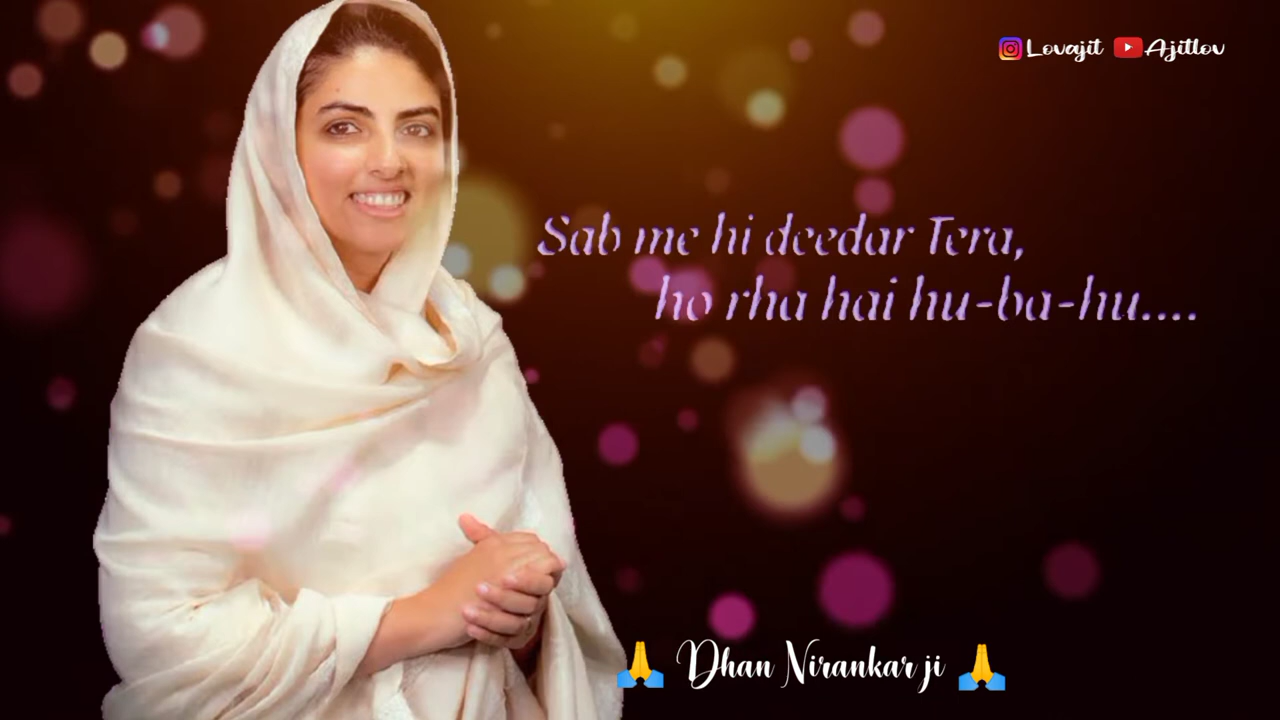 Lovajit Ajitlov
Sab me hi deedar Tera,
ho rha hai hu-ba-hu....
🙏 Dhan Nirankar ji 🙏